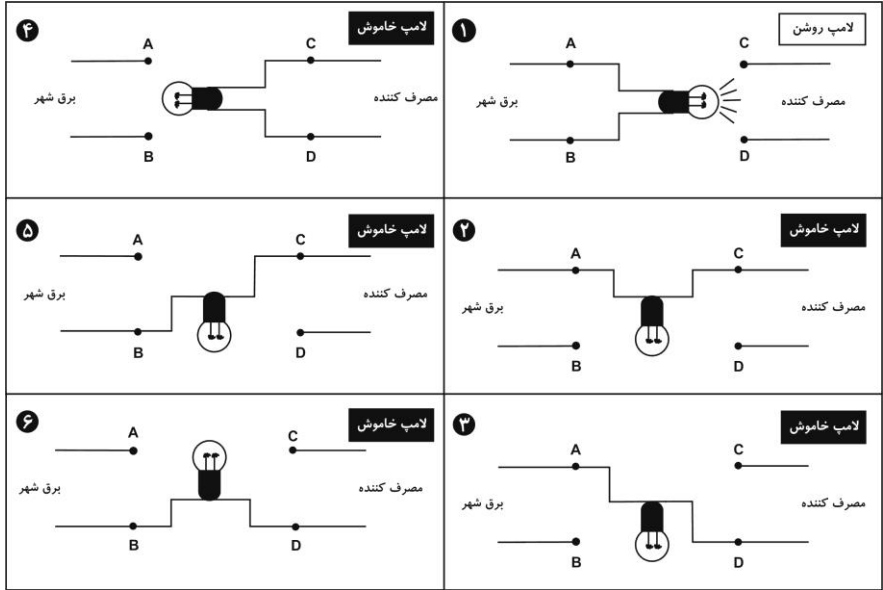 ۱
لامپ روشن
A
C
برق شهر
مصرف کننده
B
D
۲
لامپ خاموش
A
C
برق شهر
مصرف کننده
B
D
۳
لامپ خاموش
A
C
برق شهر
مصرف کننده
B
D
۴
لامپ خاموش
A
C
برق شهر
مصرف کننده
B
D
۵
لامپ خاموش
A
C
برق شهر
مصرف کننده
B
D
۶
لامپ خاموش
A
C
برق شهر
مصرف کننده
B
D